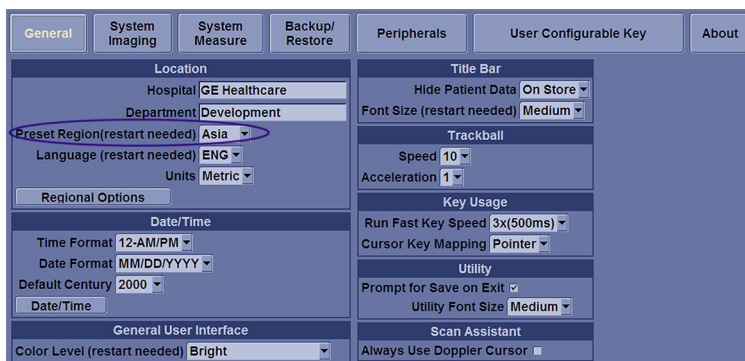 General
System Imaging
System Measure
Backup/ Restore
Peripherals
User Configurable Key
About
Location
Hospital GE Healthcare
Department Development
Preset Region(restart needed) Asia
Language (restart needed) ENG
Units Metric
Regional Options
Date/Time
Time Format 12-AM/PM
Date Format MM/DD/YYYY
Default Century 2000
Date/Time
General User Interface
Color Level (restart needed) Bright
Title Bar
Hide Patient Data On Store
Font Size (restart needed) Medium
Trackball
Speed 10
Acceleration 1
Key Usage
Run Fast Key Speed 3x(500ms)
Cursor Key Mapping Pointer
Utility
Prompt for Save on Exit
Utility Font Size Medium
Scan Assistant
Always Use Doppler Cursor